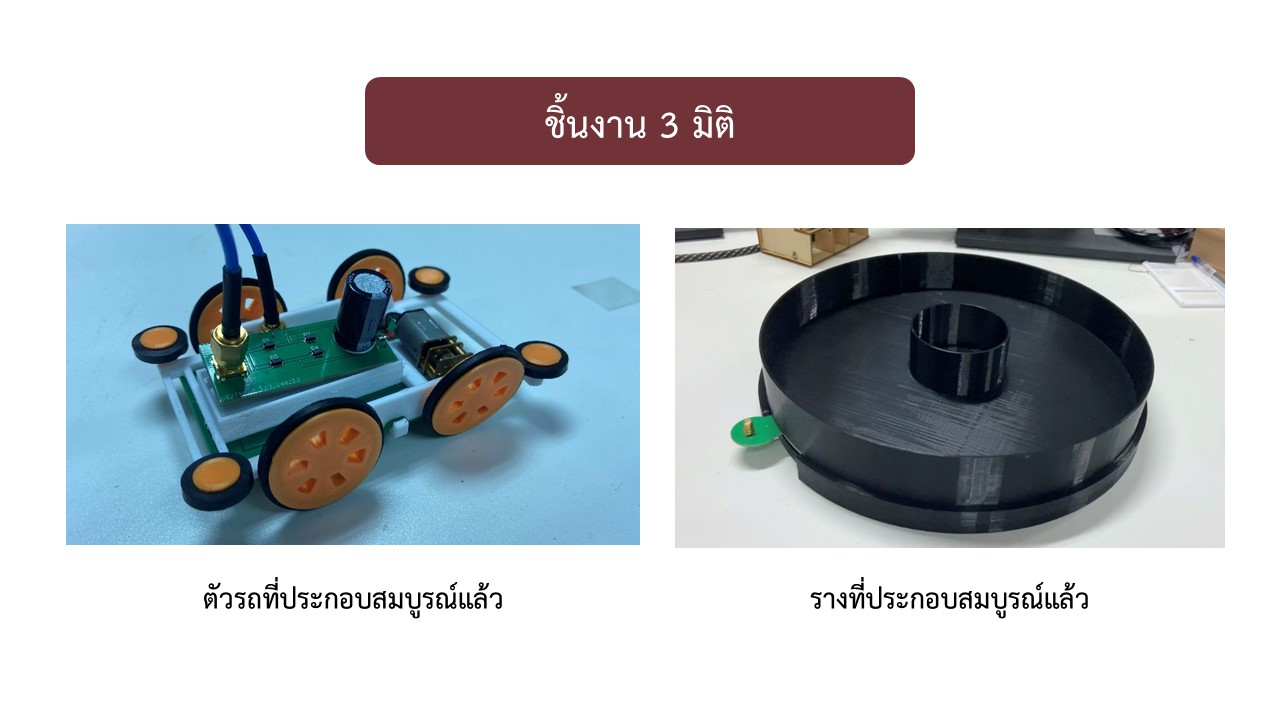 ชิ้นงาน 3 มิติ
ตัวรถที่ประกอบสมบูรณ์แล้ว
รางที่ประกอบสมบูรณ์แล้ว